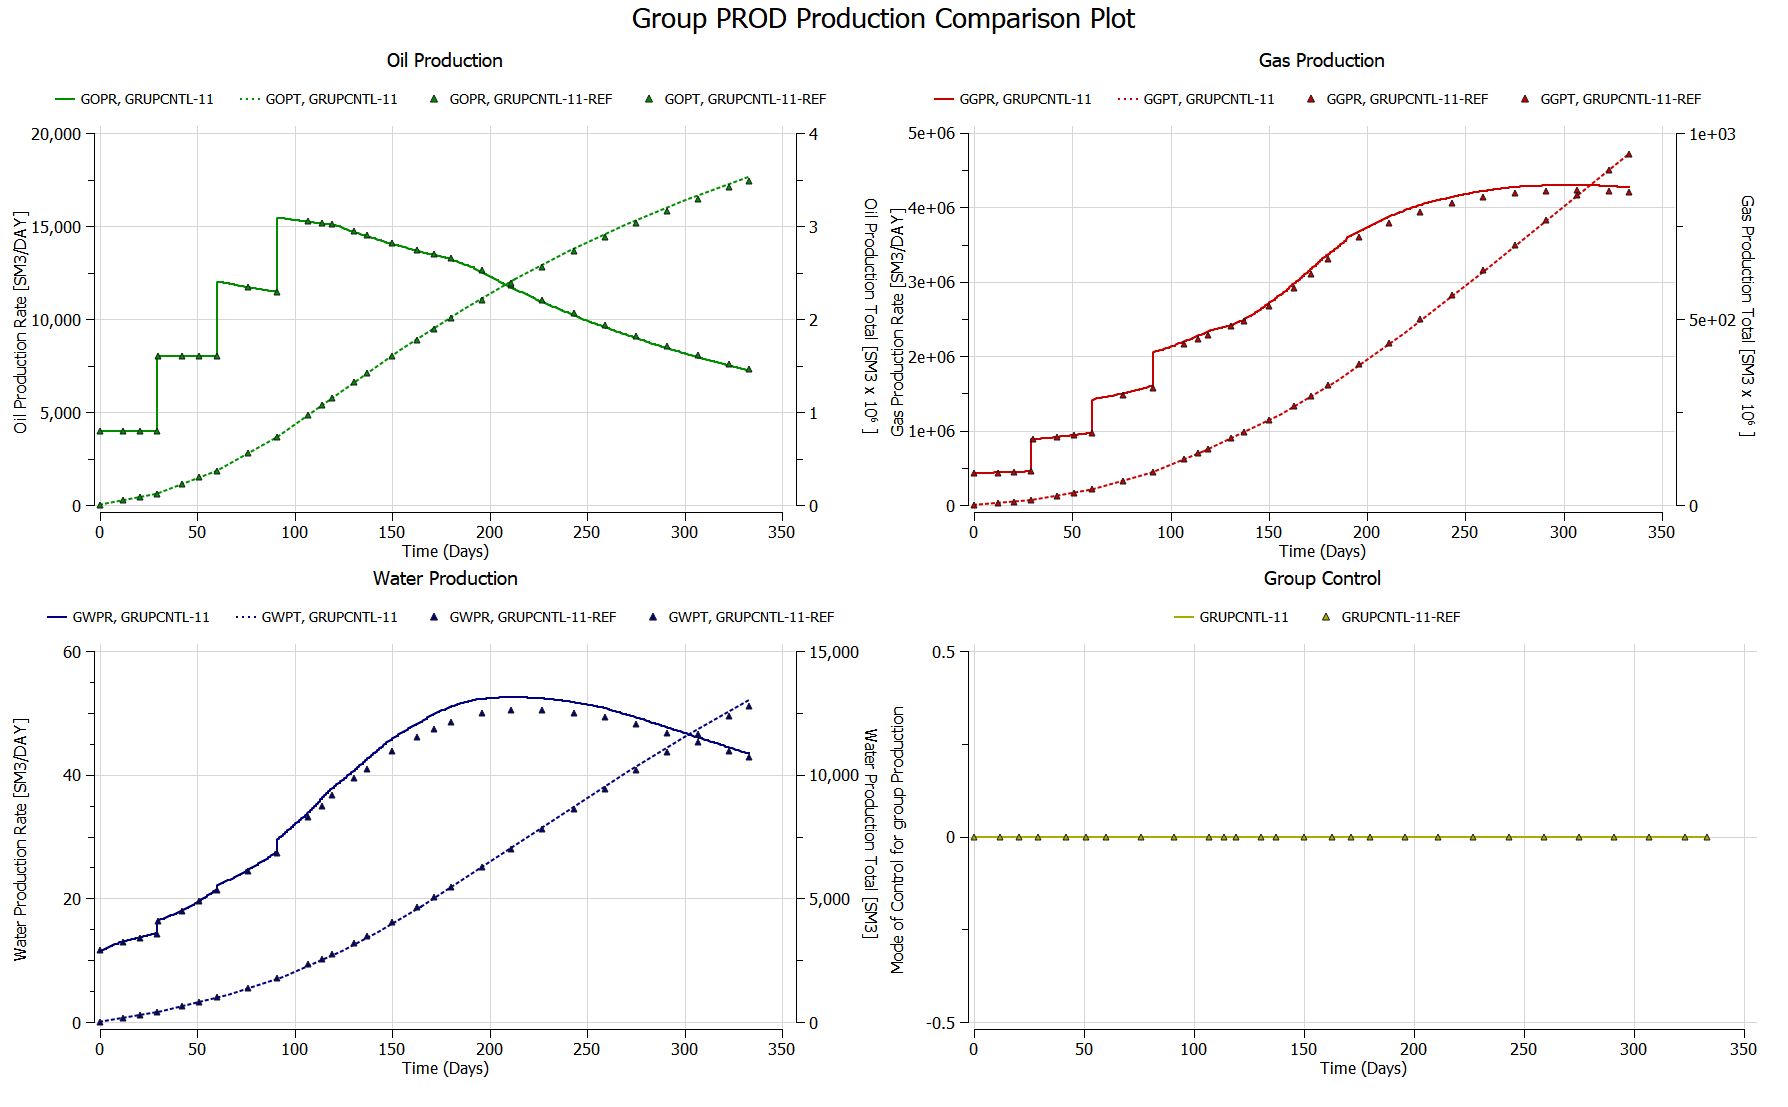 Group PROD Production Comparison Plot
Oil Production
GOPR, GRUPCNTL-11 GOPT, GRUPCNTL-11 GOPR, GRUPCNTL-11-REF GOPT, GRUPCNTL-11-REF
20,000
15,000
10,000
5,000
0
Oil Production Rate [SM3/DAY]
4
3
2
1
0
Oil Production Total [SM3 x 10⁶ ]
0 50 100 150 200 250 300 350
Time (Days)
Gas Production
GGPR, GRUPCNTL-11 GGPT, GRUPCNTL-11 GGPR, GRUPCNTL-11-REF GGPT, GRUPCNTL-11-REF
5e+06
4e+06
3e+06
2e+06
1e+06
0
Gas Production Rate [SM3/DAY]
1e+03
5e+02
0
Gas Production Total [SM3 x 10⁶ ]
0 50 100 150 200 250 300 350
Time (Days)
Water Production
GWPR, GRUPCNTL-11 GWPT, GRUPCNTL-11 GWPR, GRUPCNTL-11-REF GWPT, GRUPCNTL-11-REF
60
40
20
0
Water Production Rate [SM3/DAY]
15,000
10,000
5,000
0
Water Production Total [SM3]
0 50 100 150 200 250 300 350
Time (Days)
Group Control
GRUPCNTL-11 GRUPCNTL-11-REF
0.5
0
-0.5
Mode of Control for group Production
0 50 100 150 200 250 300 350
Time (Days)